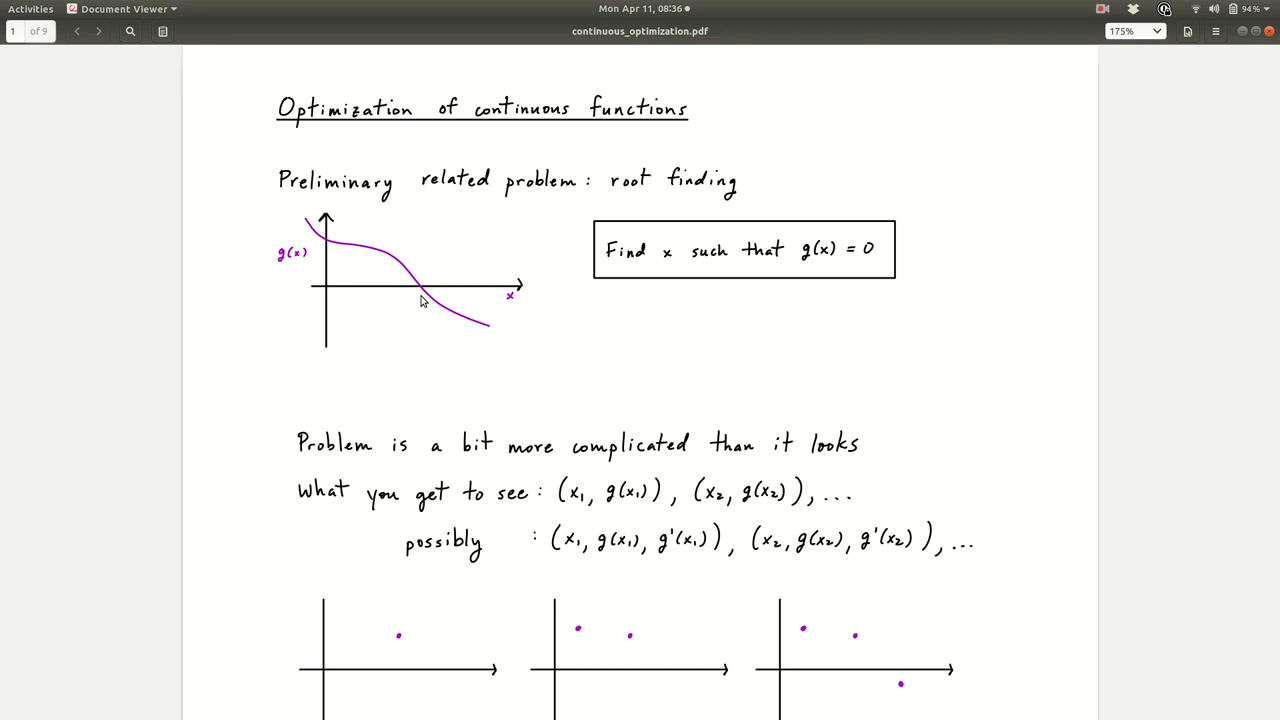 Activities Document Viewer Mon Apr 11, 08:36 94%
1 of 9 continuous_optimization.pdf 175%
Optimization of continuous functions
Preliminary related problem: root finding
g(x)
x
Find x such that g(x) = 0
Problem is a bit more complicated than it looks
What you get to see: (x₁, g(x₁)), (x₂, g(x₂)), ...
possibly : (x₁, g(x₁), g'(x₁)), (x₂, g(x₂), g'(x₂)), ...